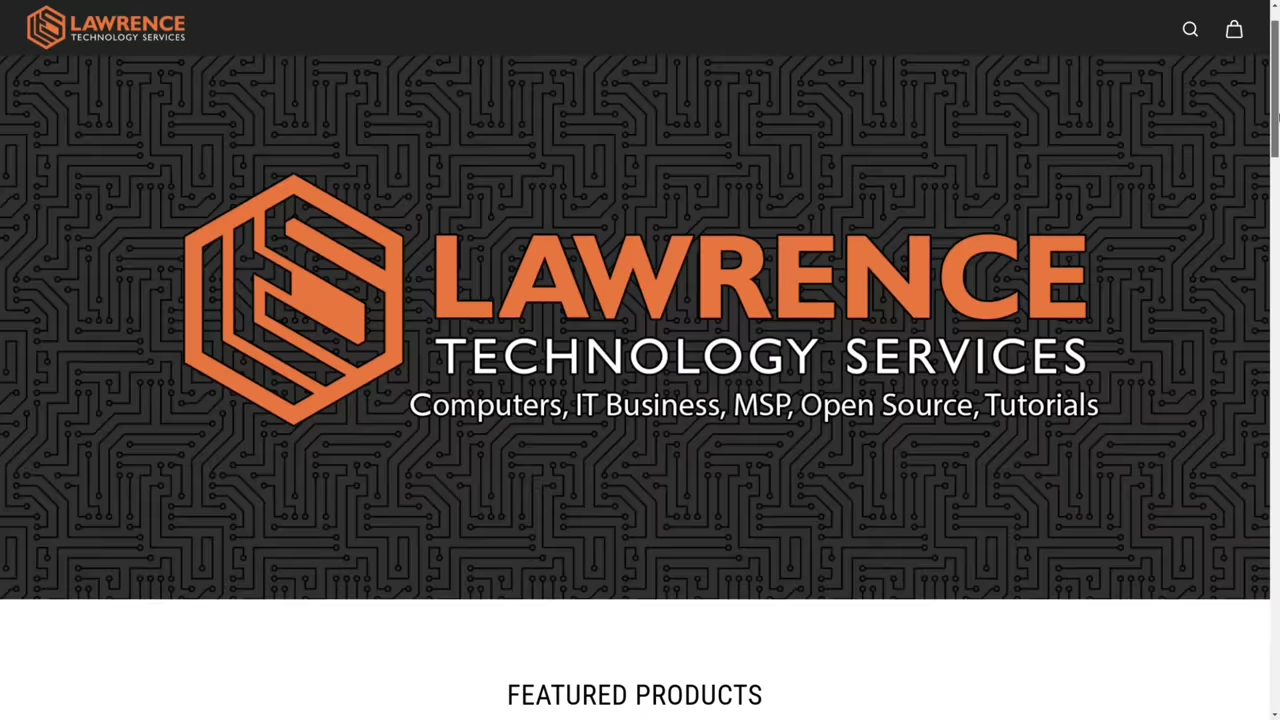 LAWRENCE
TECHNOLOGY SERVICES
LAWRENCE
TECHNOLOGY SERVICES
Computers, IT Business, MSP, Open Source, Tutorials
FEATURED PRODUCTS